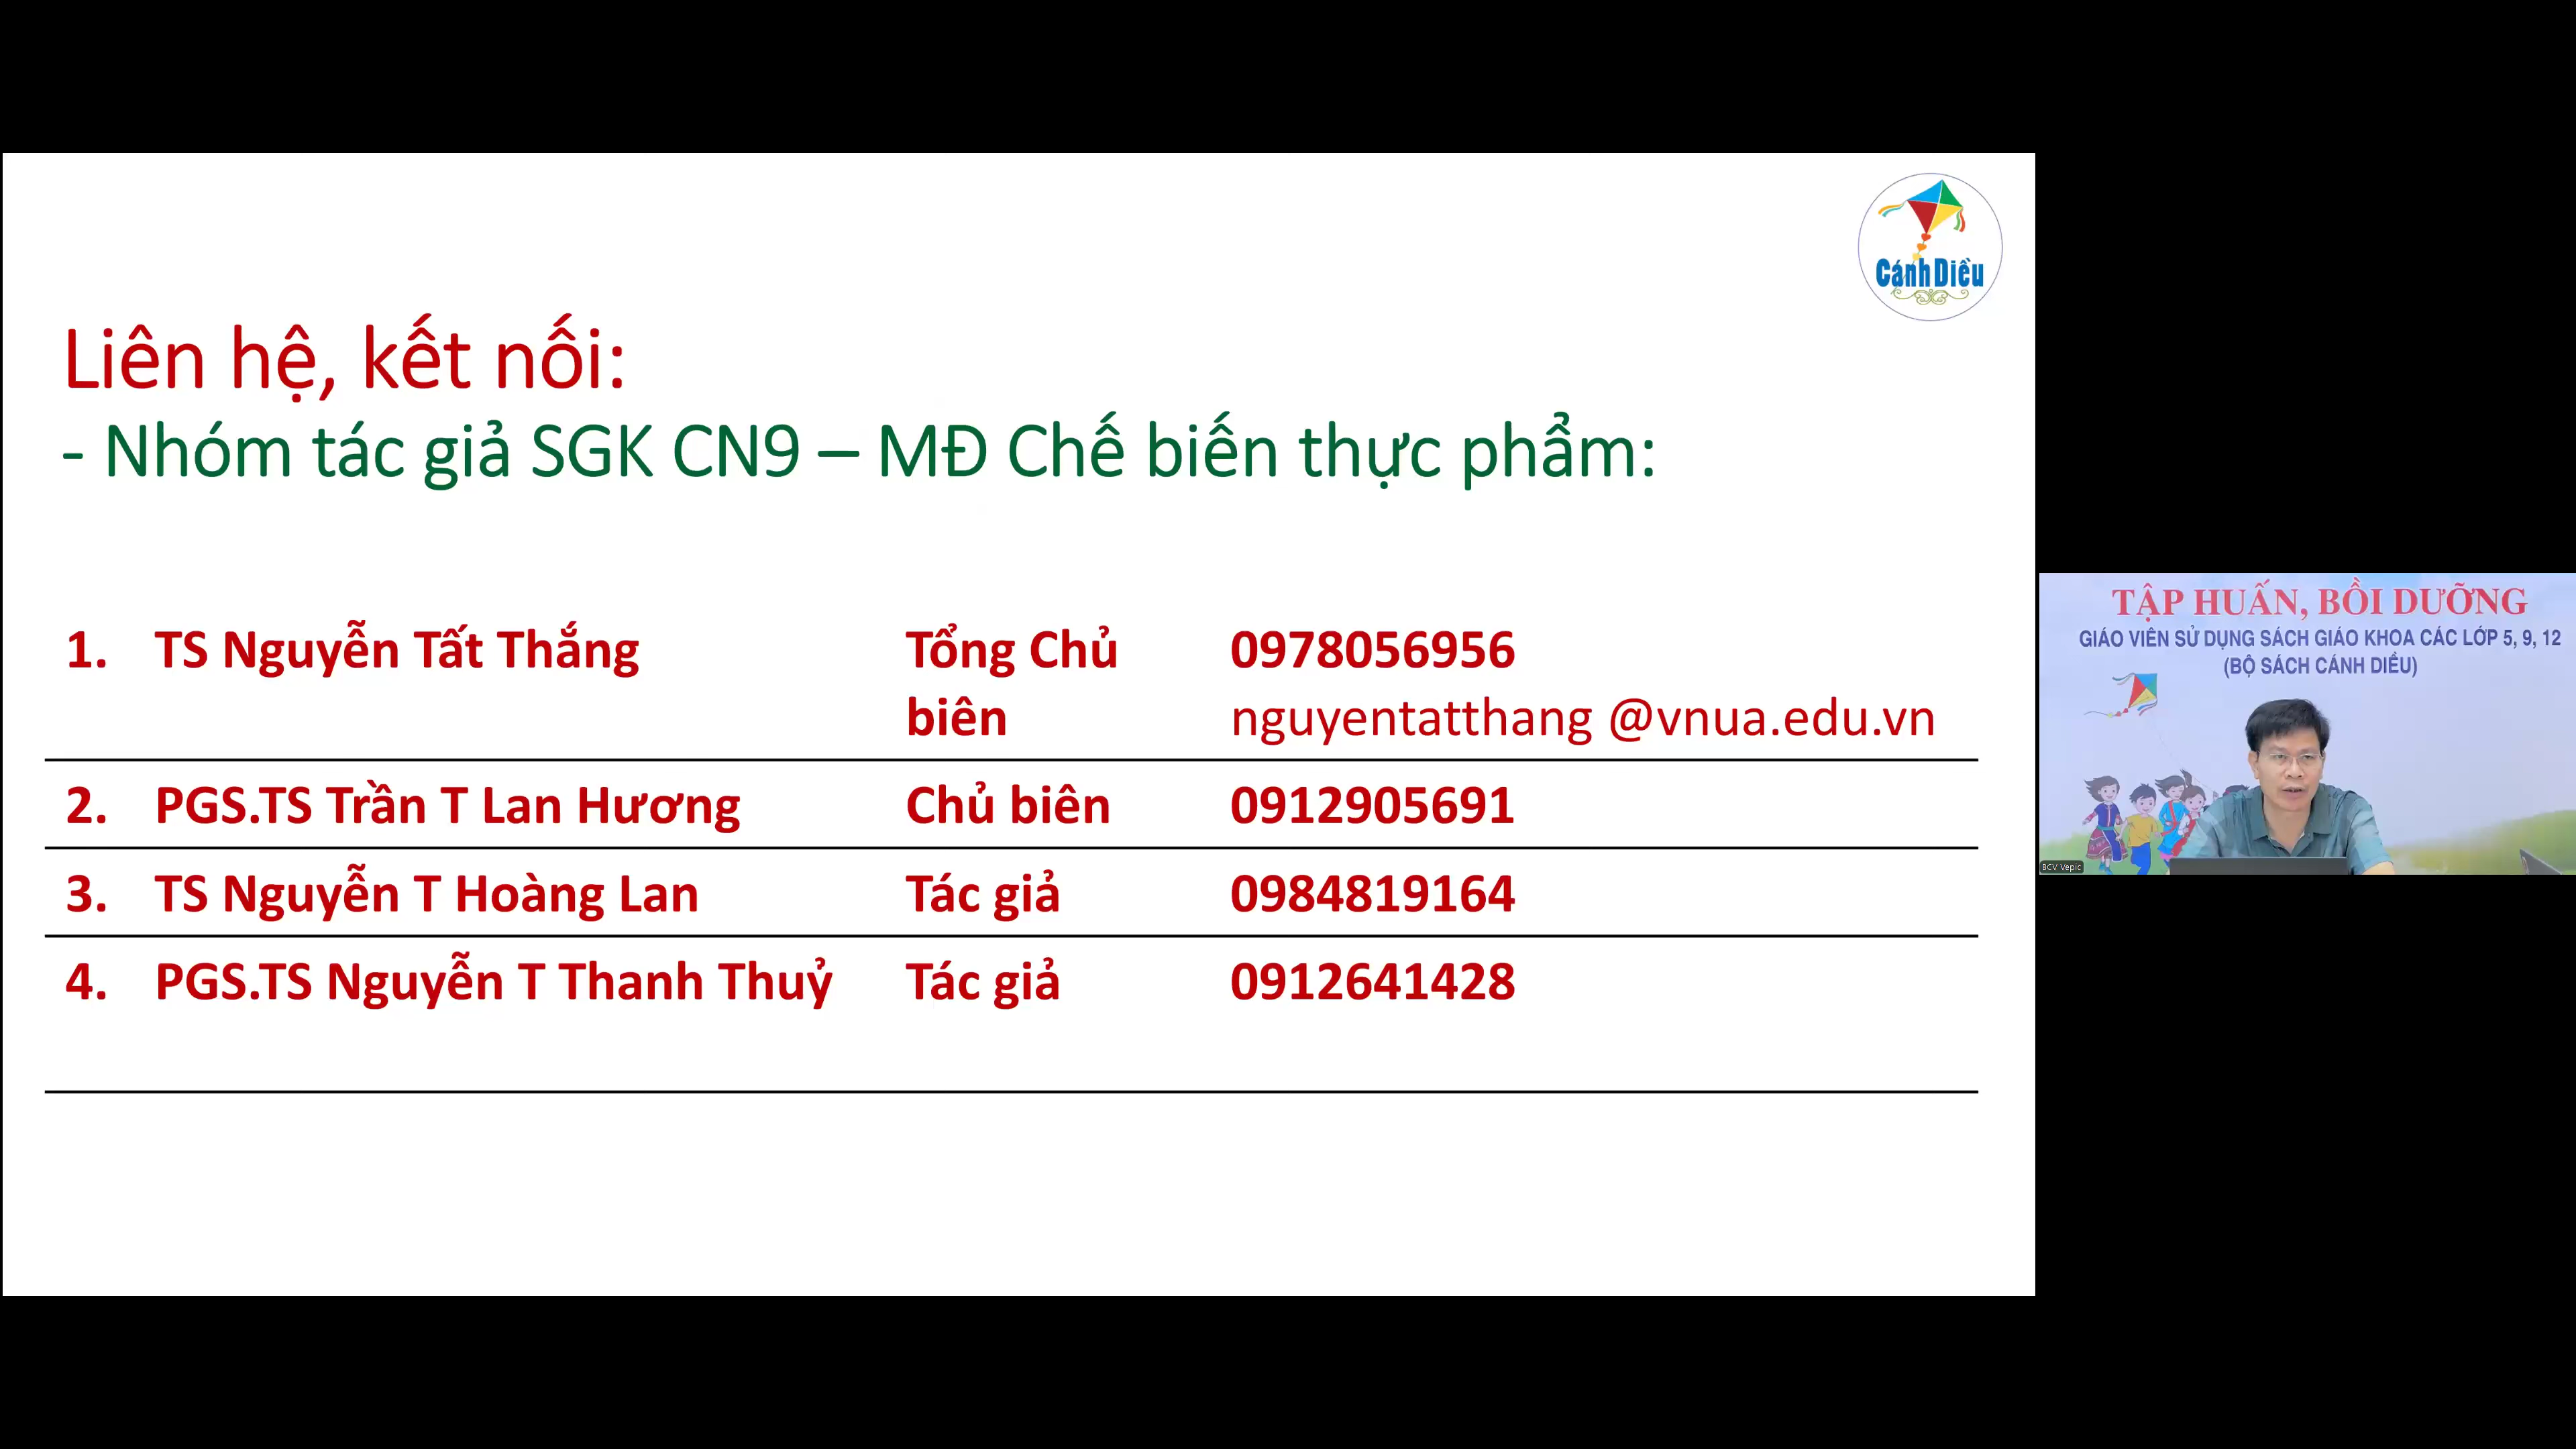 Cánh Diều
Liên hệ, kết nối:
- Nhóm tác giả SGK CN9 – MĐ Chế biến thực phẩm:
1. TS Nguyễn Tất Thắng Tổng Chủ biên 0978056956
nguyentatthang @vnua.edu.vn
2. PGS.TS Trần T Lan Hương Chủ biên 0912905691
3. TS Nguyễn T Hoàng Lan Tác giả 0984819164
4. PGS.TS Nguyễn T Thanh Thuỷ Tác giả 0912641428
TẬP HUẤN, BỒI DƯỠNG
GIÁO VIÊN SỬ DỤNG SÁCH GIÁO KHOA CÁC LỚP 5, 9, 12
(BỘ SÁCH CÁNH DIỀU)
BCV Vepic